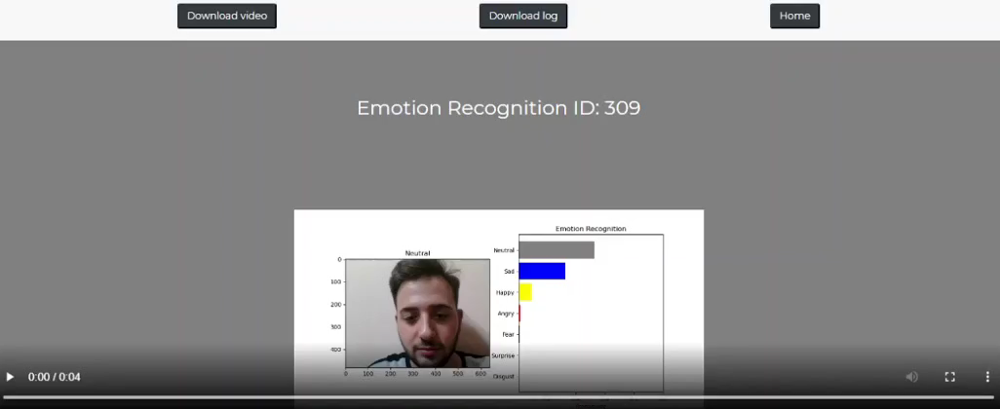 Download video
Download log
Home
Emotion Recognition ID: 309
Emotion Recognition
Neutral
Neutral
Sad
Happy
Angry
Fear
Surprise
Disgust
0
100
200
300
400
0 100 200 300 400 500 600
0:00 / 0:04